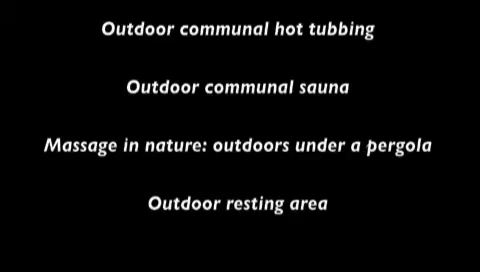 Outdoor communal hot tubbing
Outdoor communal sauna
Massage in nature: outdoors under a pergola
Outdoor resting area